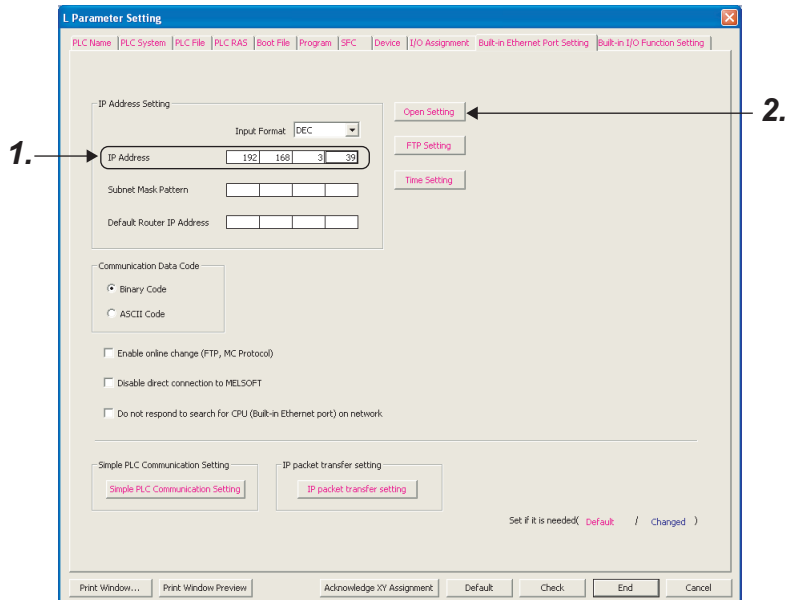 L Parameter Setting
PLC Name PLC System PLC File PLC RAS Boot File Program SFC Device I/O Assignment Built-in Ethernet Port Setting Built-in I/O Function Setting
IP Address Setting
Open Setting
2.
Input Format DEC
FTP Setting
1.
IP Address 192 168 3 39
Time Setting
Subnet Mask Pattern
Default Router IP Address
Communication Data Code
Binary Code
ASCII Code
Enable online change (FTP, MC Protocol)
Disable direct connection to MELSOFT
Do not respond to search for CPU (Built-in Ethernet port) on network
Simple PLC Communication Setting IP packet transfer setting
Simple PLC Communication Setting IP packet transfer setting
Set if it is needed( Default / Changed )
Print Window... Print Window Preview Acknowledge XY Assignment Default Check End Cancel